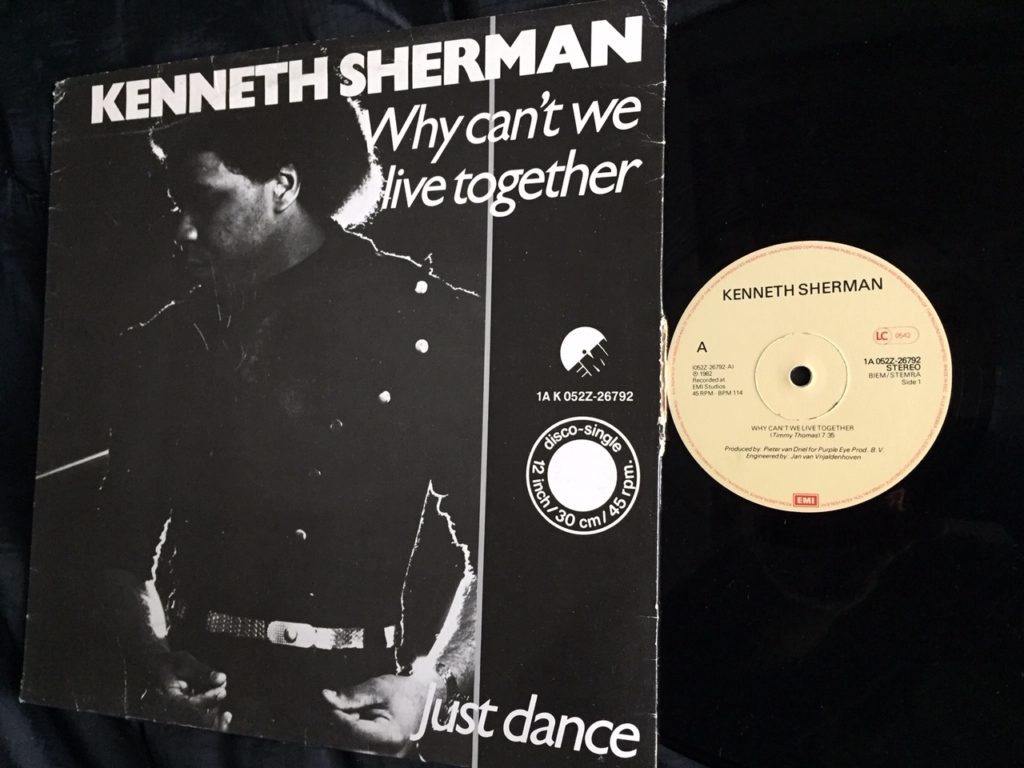 KENNETH SHERMAN
Why can't we
live together
1A K 052Z-26792
disco-single
12 inch/30 cm/45 rpm.
Just dance
KENNETH SHERMAN
A
(052Z-26792-A)
℗ 1982
Recorded at
EMI Studios
45 RPM - BPM 114
LC 0542
1A 052Z-26792
STEREO
BIEM/STEMRA
Side 1
WHY CAN'T WE LIVE TOGETHER
(Timmy Thomas) 7:35
Produced by: Pieter van Driel for Purple Eye Prod. B.V.
Engineered by: Jan van Vrijaldenhoven
EMI